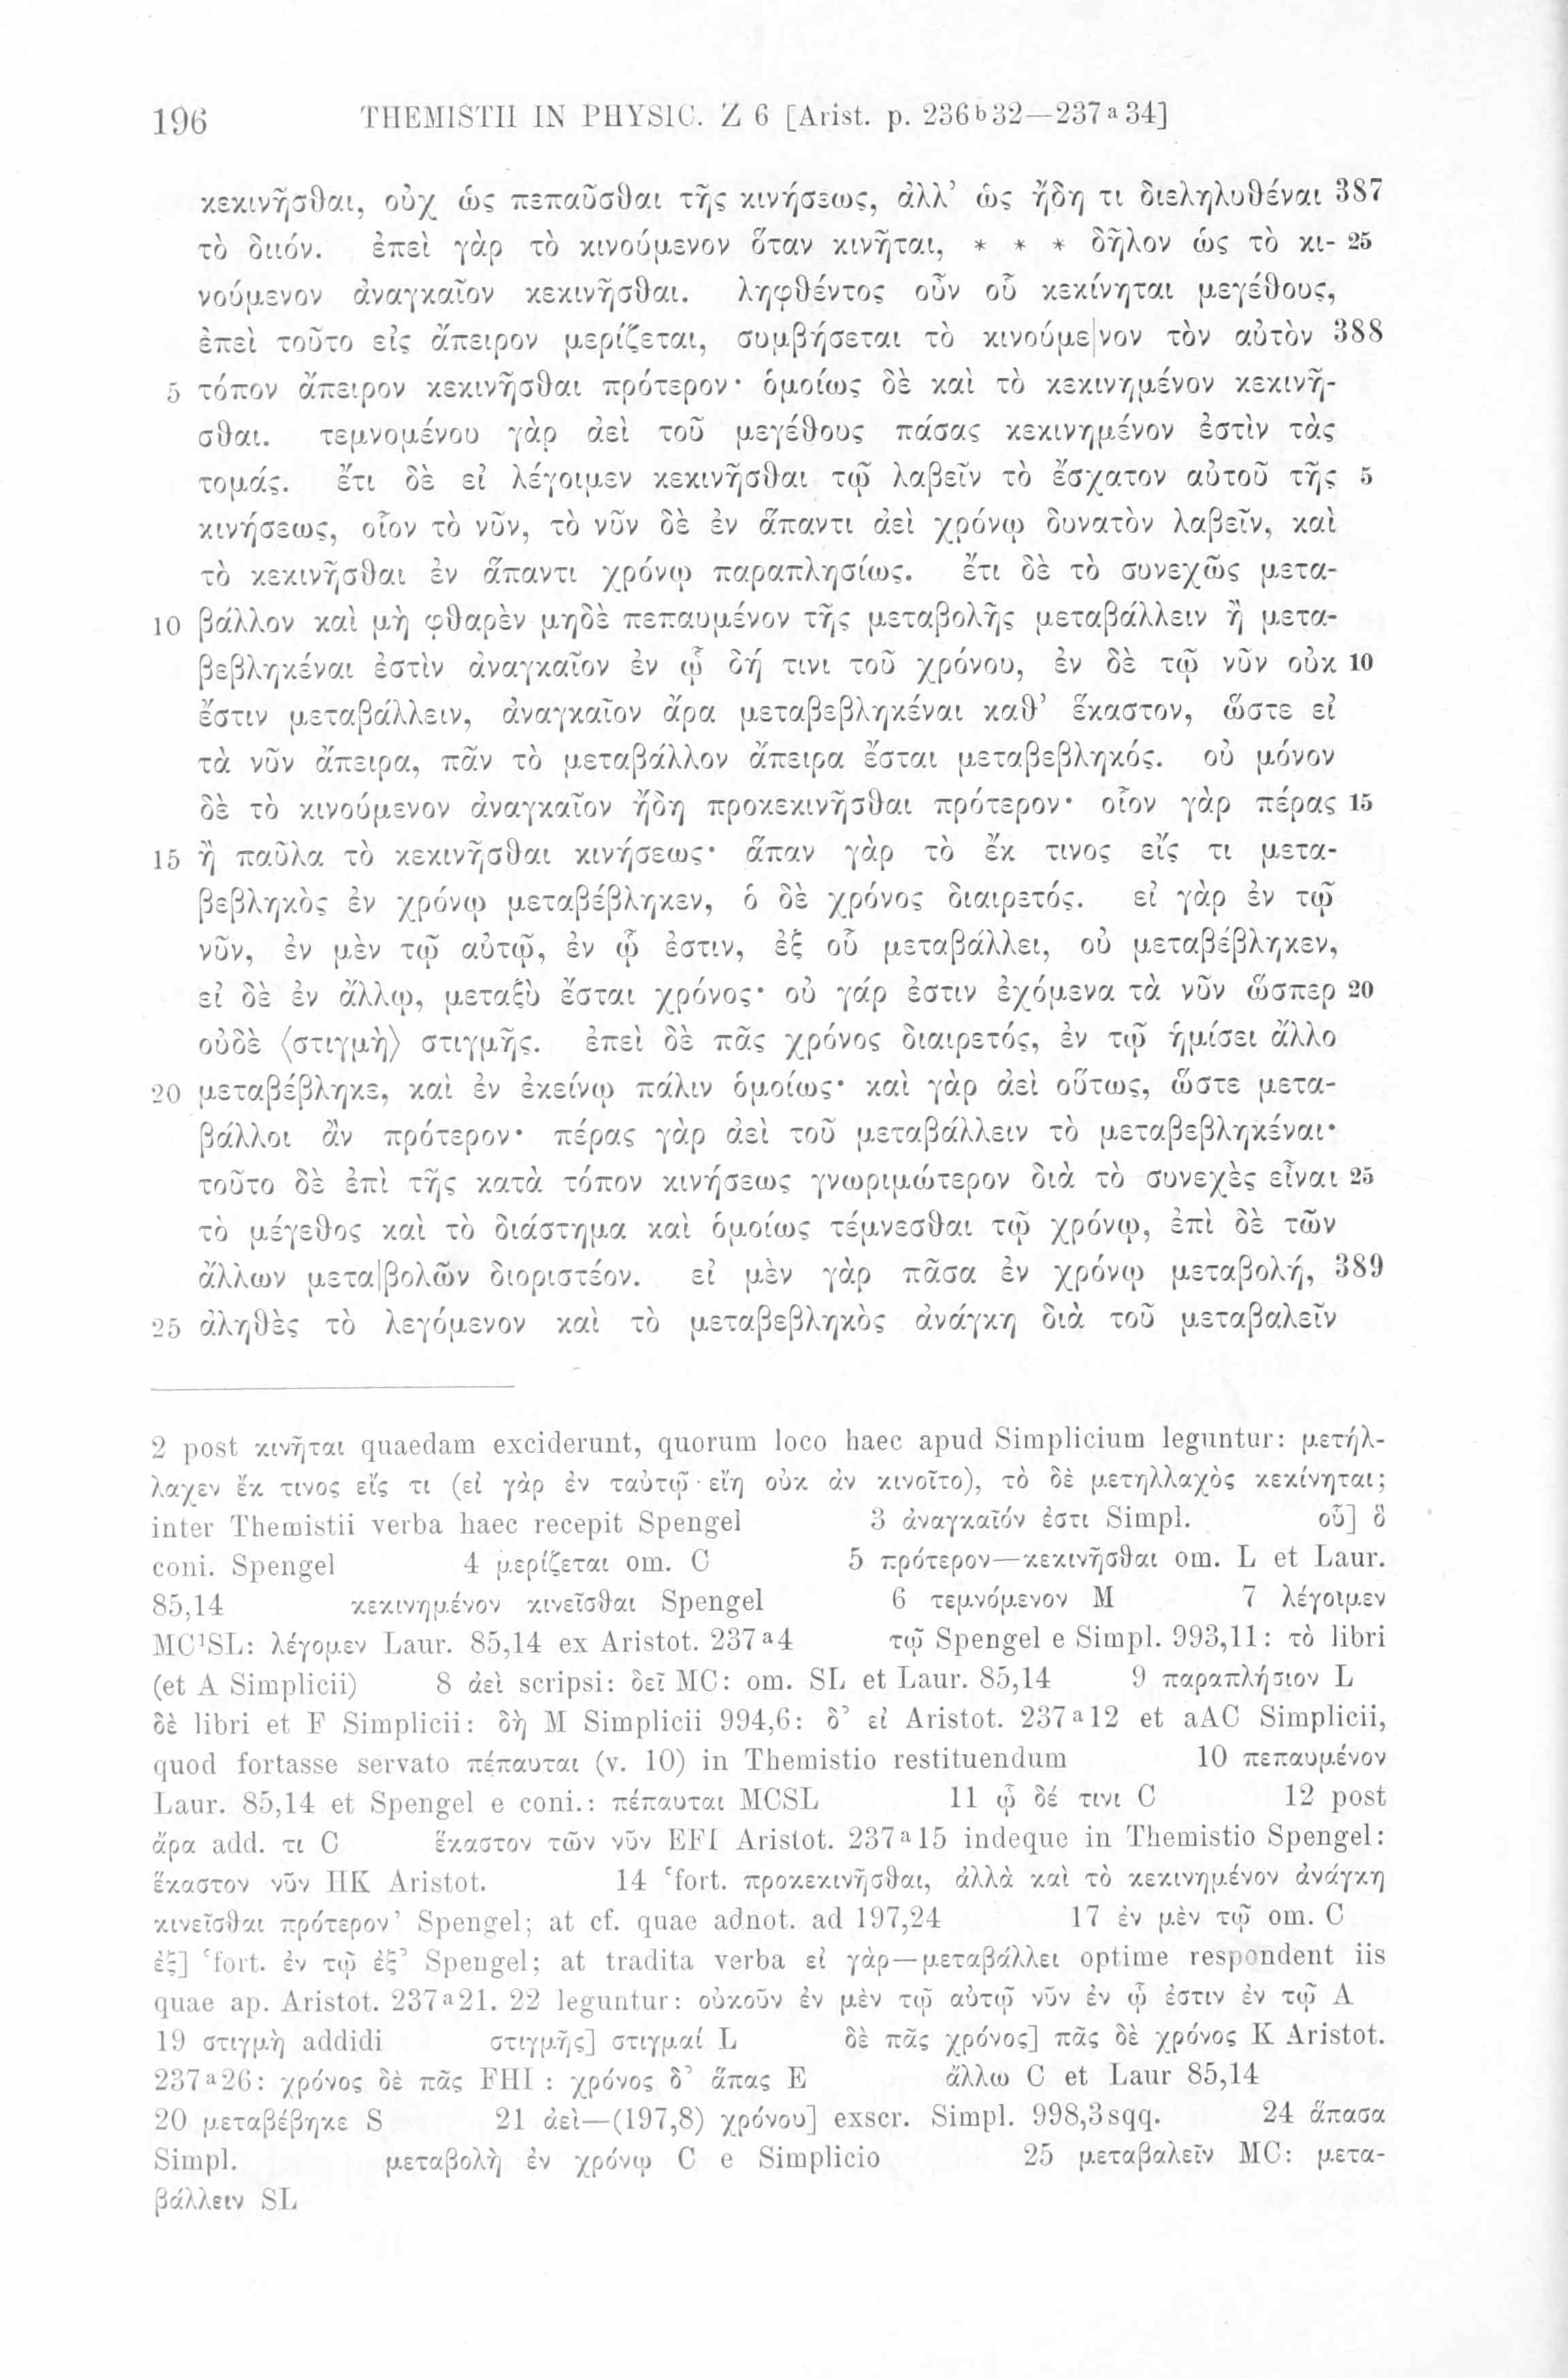 196 THEMISTII IN PHYSIC. Z 6 [Arist. p. 236ᵇ32—237ᵃ34]
κεκινῆσθαι, οὐχ ὡς πεπαῦσθαι τῆς κινήσεως, ἀλλ’ ὡς ἤδη τι διεληλυθέναι 387
τὸ διιόν. ἐπεὶ γὰρ τὸ κινούμενον ὅταν κινῆται, * * * δῆλον ὡς τὸ κι- 25
νούμενον ἀναγκαῖον κεκινῆσθαι. ληφθέντος οὖν οὗ κεκίνηται μεγέθους,
ἐπεὶ τοῦτο εἰς ἄπειρον μερίζεται, συμβήσεται τὸ κινούμε|νον τὸν αὐτὸν 388
5 τόπον ἄπειρον κεκινῆσθαι πρότερον· ὁμοίως δὲ καὶ τὸ κεκινημένον κεκινῆ-
σθαι. τεμνομένου γὰρ ἀεὶ τοῦ μεγέθους πάσας κεκινημένον ἐστὶν τὰς
τομάς. ἔτι δὲ εἰ λέγοιμεν κεκινῆσθαι τῷ λαβεῖν τὸ ἔσχατον αὐτοῦ τῆς 5
κινήσεως, οἷον τὸ νῦν, τὸ νῦν δὲ ἐν ἅπαντι ἀεὶ χρόνῳ δυνατὸν λαβεῖν, καὶ
τὸ κεκινῆσθαι ἐν ἅπαντι χρόνῳ παραπλησίως. ἔτι δὲ τὸ συνεχῶς μετα-
10 βάλλον καὶ μὴ φθαρὲν μηδὲ πεπαυμένον τῆς μεταβολῆς μεταβάλλειν ἢ μετα-
βεβληκέναι ἐστὶν ἀναγκαῖον ἐν ᾧ δή τινι τοῦ χρόνου, ἐν δὲ τῷ νῦν οὐκ 10
ἔστιν μεταβάλλειν, ἀναγκαῖον ἄρα μεταβεβληκέναι καθ’ ἕκαστον, ὥστε εἰ
τὰ νῦν ἄπειρα, πᾶν τὸ μεταβάλλον ἄπειρα ἔσται μεταβεβληκός. οὐ μόνον
δὲ τὸ κινούμενον ἀναγκαῖον ἤδη προκεκινῆσθαι πρότερον· οἷον γὰρ πέρας 15
15 ἢ παῦλα τὸ κεκινῆσθαι κινήσεως· ἅπαν γὰρ τὸ ἔκ τινος εἴς τι μετα-
βεβληκὸς ἐν χρόνῳ μεταβέβληκεν, ὁ δὲ χρόνος διαιρετός. εἰ γὰρ ἐν τῷ
νῦν, ἐν μὲν τῷ αὐτῷ, ἐν ᾧ ἐστιν, ἐξ οὗ μεταβάλλει, οὐ μεταβέβληκεν,
εἰ δὲ ἐν ἄλλῳ, μεταξὺ ἔσται χρόνος· οὐ γάρ ἐστιν ἐχόμενα τὰ νῦν ὥσπερ 20
οὐδὲ ⟨στιγμὴ⟩ στιγμῆς. ἐπεὶ δὲ πᾶς χρόνος διαιρετός, ἐν τῷ ἡμίσει ἄλλο
20 μεταβέβληκε, καὶ ἐν ἐκείνῳ πάλιν ὁμοίως· καὶ γὰρ ἀεὶ οὕτως, ὥστε μετα-
βάλλοι ἂν πρότερον· πέρας γὰρ ἀεὶ τοῦ μεταβάλλειν τὸ μεταβεβληκέναι·
τοῦτο δὲ ἐπὶ τῆς κατὰ τόπον κινήσεως γνωριμώτερον διὰ τὸ συνεχὲς εἶναι 25
τὸ μέγεθος καὶ τὸ διάστημα καὶ ὁμοίως τέμνεσθαι τῷ χρόνῳ, ἐπὶ δὲ τῶν
ἄλλων μετα|βολῶν διοριστέον. εἰ μὲν γὰρ πᾶσα ἐν χρόνῳ μεταβολή, 389
25 ἀληθὲς τὸ λεγόμενον καὶ τὸ μεταβεβληκὸς ἀνάγκη διὰ τοῦ μεταβαλεῖν
2 post κινῆται quaedam exciderunt, quorum loco haec apud Simplicium leguntur: μετήλ-
λαχεν ἔκ τινος εἴς τι (εἰ γὰρ ἐν ταὐτῷ εἴη οὐκ ἂν κινοῖτο), τὸ δὲ μετηλλαχὸς κεκίνηται;
inter Themistii verba haec recepit Spengel 3 ἀναγκαῖόν ἐστι Simpl. οὗ] ὃ
coni. Spengel 4 μερίζεται om. C 5 πρότερον—κεκινῆσθαι om. L et Laur.
85,14 κεκινημένον κινεῖσθαι Spengel 6 τεμνόμενον M 7 λέγοιμεν
MC¹SL: λέγομεν Laur. 85,14 ex Aristot. 237ᵃ4 τῷ Spengel e Simpl. 993,11: τὸ libri
(et A Simplicii) 8 ἀεὶ scripsi: δεῖ MC: om. SL et Laur. 85,14 9 παραπλήσιον L
δὲ libri et F Simplicii: δὴ M Simplicii 994,6: δ’ εἰ Aristot. 237ᵃ12 et aAC Simplicii,
quod fortasse servato πέπαυται (v. 10) in Themistio restituendum 10 πεπαυμένον
Laur. 85,14 et Spengel e coni.: πέπαυται MCSL 11 ᾧ δέ τινι C 12 post
ἄρα add. τι C ἕκαστον τῶν νῦν EFI Aristot. 237ᵃ15 indeque in Themistio Spengel:
ἕκαστον νῦν HK Aristot. 14 ‘fort. προκεκινῆσθαι, ἀλλὰ καὶ τὸ κεκινημένον ἀνάγκη
κινεῖσθαι πρότερον’ Spengel; at cf. quae adnot. ad 197,24 17 ἐν μὲν τῷ om. C
ἐξ] ‘fort. ἐν τῷ ἐξ’ Spengel; at tradita verba εἰ γὰρ—μεταβάλλει optime respondent iis
quae ap. Aristot. 237ᵃ21. 22 leguntur: οὐκοῦν ἐν μὲν τῷ αὐτῷ νῦν ἐν ᾧ ἐστιν ἐν τῷ A
19 στιγμὴ addidi στιγμῆς] στιγμαί L δὲ πᾶς χρόνος] πᾶς δὲ χρόνος K Aristot.
237ᵃ26: χρόνος δὲ πᾶς FHI : χρόνος δ’ ἅπας E ἄλλω C et Laur 85,14
20 μεταβέβηκε S 21 ἀεὶ—(197,8) χρόνου] exscr. Simpl. 998,3 sqq. 24 ἅπασα
Simpl. μεταβολὴ ἐν χρόνῳ C e Simplicio 25 μεταβαλεῖν MC: μετα-
βάλλειν SL